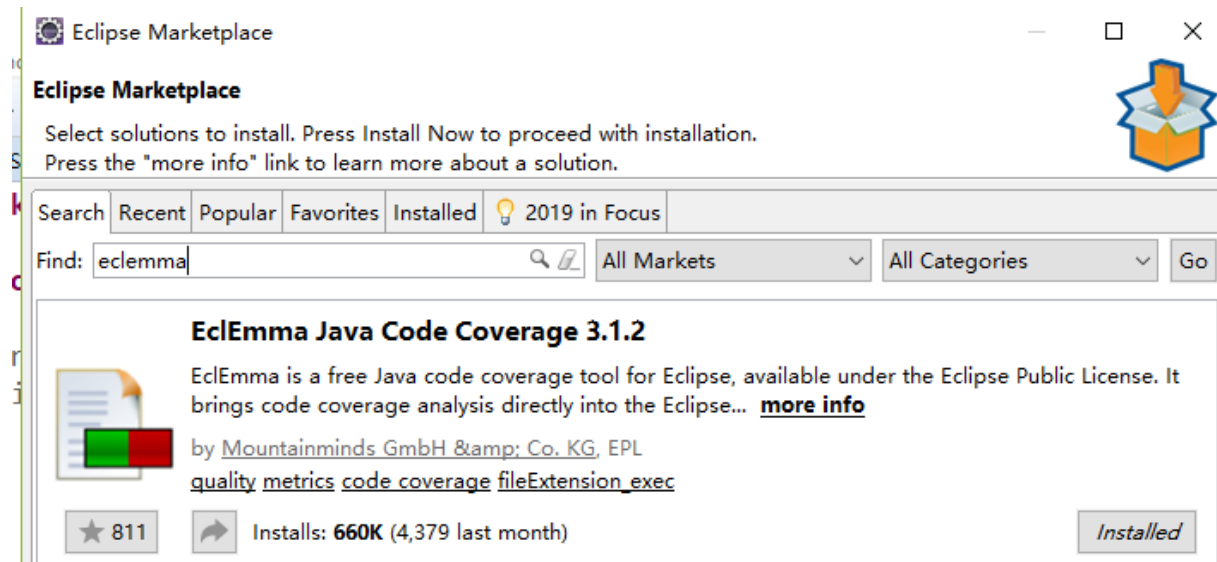 Eclipse Marketplace
Eclipse Marketplace
Select solutions to install. Press Install Now to proceed with installation.
Press the "more info" link to learn more about a solution.
Search Recent Popular Favorites Installed 2019 in Focus
Find: eclemma All Markets All Categories Go
EclEmma Java Code Coverage 3.1.2
EclEmma is a free Java code coverage tool for Eclipse, available under the Eclipse Public License. It
brings code coverage analysis directly into the Eclipse... more info
by Mountainminds GmbH &amp; Co. KG, EPL
quality metrics code coverage fileExtension_exec
811 Installs: 660K (4,379 last month) Installed